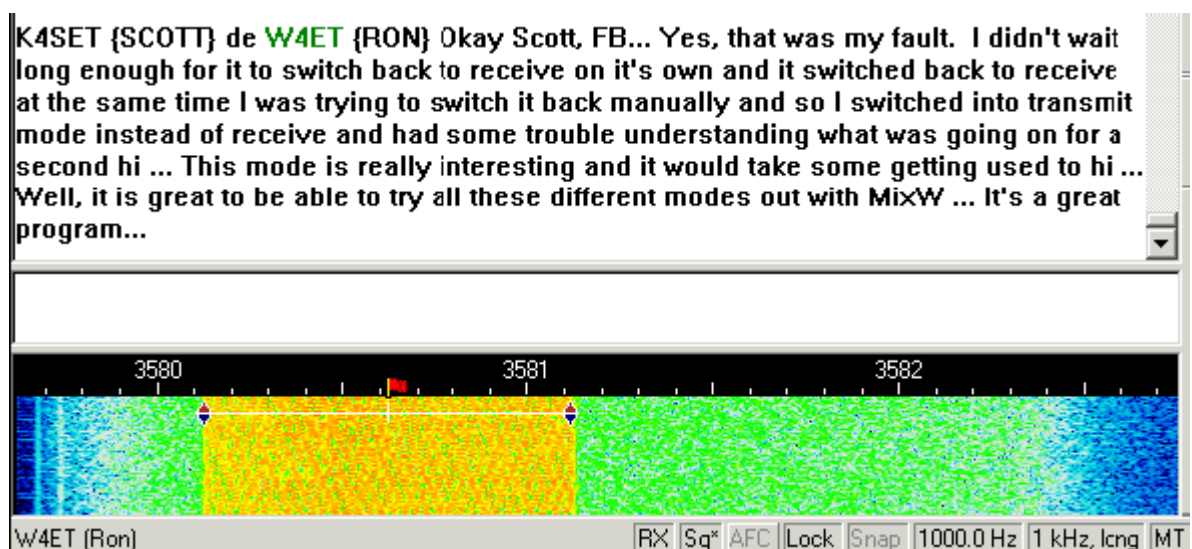 K4SET {SCOTT} de W4ET {RON} Okay Scott, FB... Yes, that was my fault.  I didn't wait
long enough for it to switch back to receive on it's own and it switched back to receive
at the same time I was trying to switch it back manually and so I switched into transmit
mode instead of receive and had some trouble understanding what was going on for a
second hi ... This mode is really interesting and it would take some getting used to hi ...
Well, it is great to be able to try all these different modes out with MixW ... It's a great
program...
3580 3581 3582
W4ET (Ron) RX Sq* AFC Lock Snap 1000.0 Hz 1 kHz, lcng MT